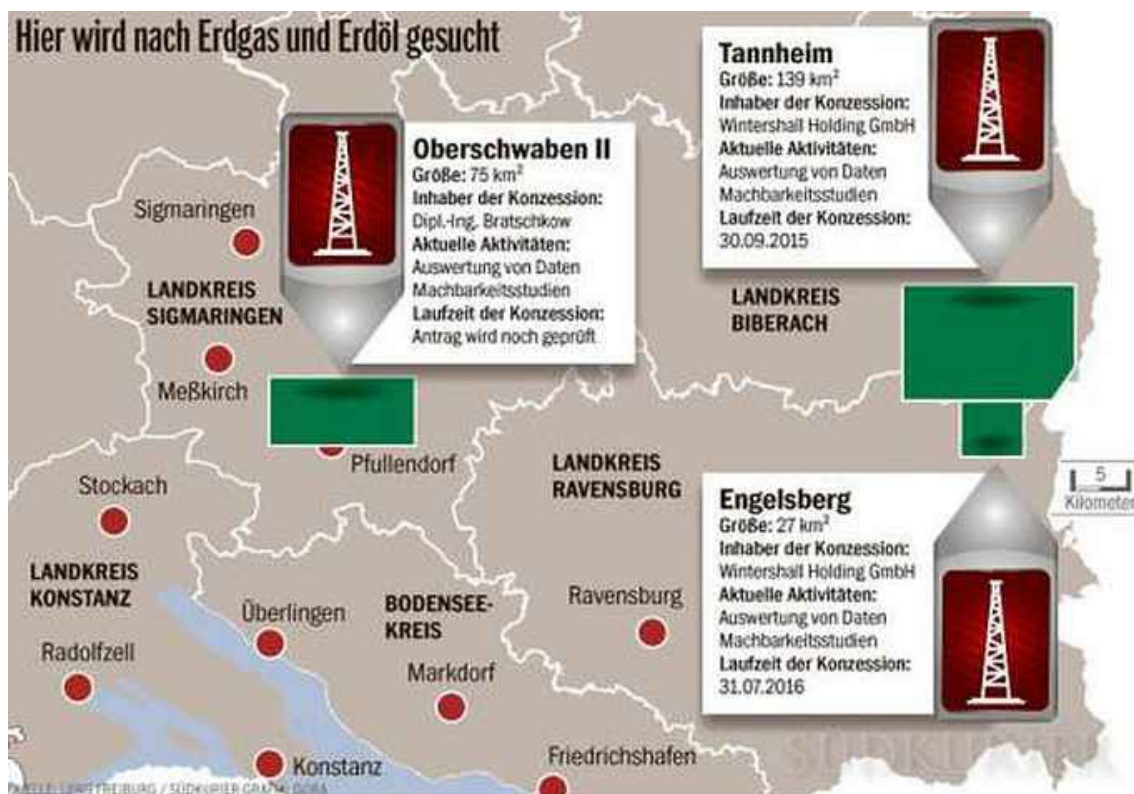 Hier wird nach Erdgas und Erdöl gesucht
Oberschwaben II
Größe: 75 km²
Inhaber der Konzession:
Dipl.-Ing. Bratschkow
Aktuelle Aktivitäten:
Auswertung von Daten
Machbarkeitsstudien
Laufzeit der Konzession:
Antrag wird noch geprüft
Tannheim
Größe: 139 km²
Inhaber der Konzession:
Wintershall Holding GmbH
Aktuelle Aktivitäten:
Auswertung von Daten
Machbarkeitsstudien
Laufzeit der Konzession:
30.09.2015
Sigmaringen
LANDKREIS
SIGMARINGEN
Meßkirch
LANDKREIS
BIBERACH
Pfullendorf
Stockach
LANDKREIS
RAVENSBURG
5
Kilometer
Engelsberg
Größe: 27 km²
Inhaber der Konzession:
Wintershall Holding GmbH
Aktuelle Aktivitäten:
Auswertung von Daten
Machbarkeitsstudien
Laufzeit der Konzession:
31.07.2016
LANDKREIS
KONSTANZ
Überlingen
BODENSEE-
KREIS
Ravensburg
Radolfzell
Markdorf
Konstanz
Friedrichshafen
SÜDKURIER
FREIBURG / SÜDKURIER GRAFIK: